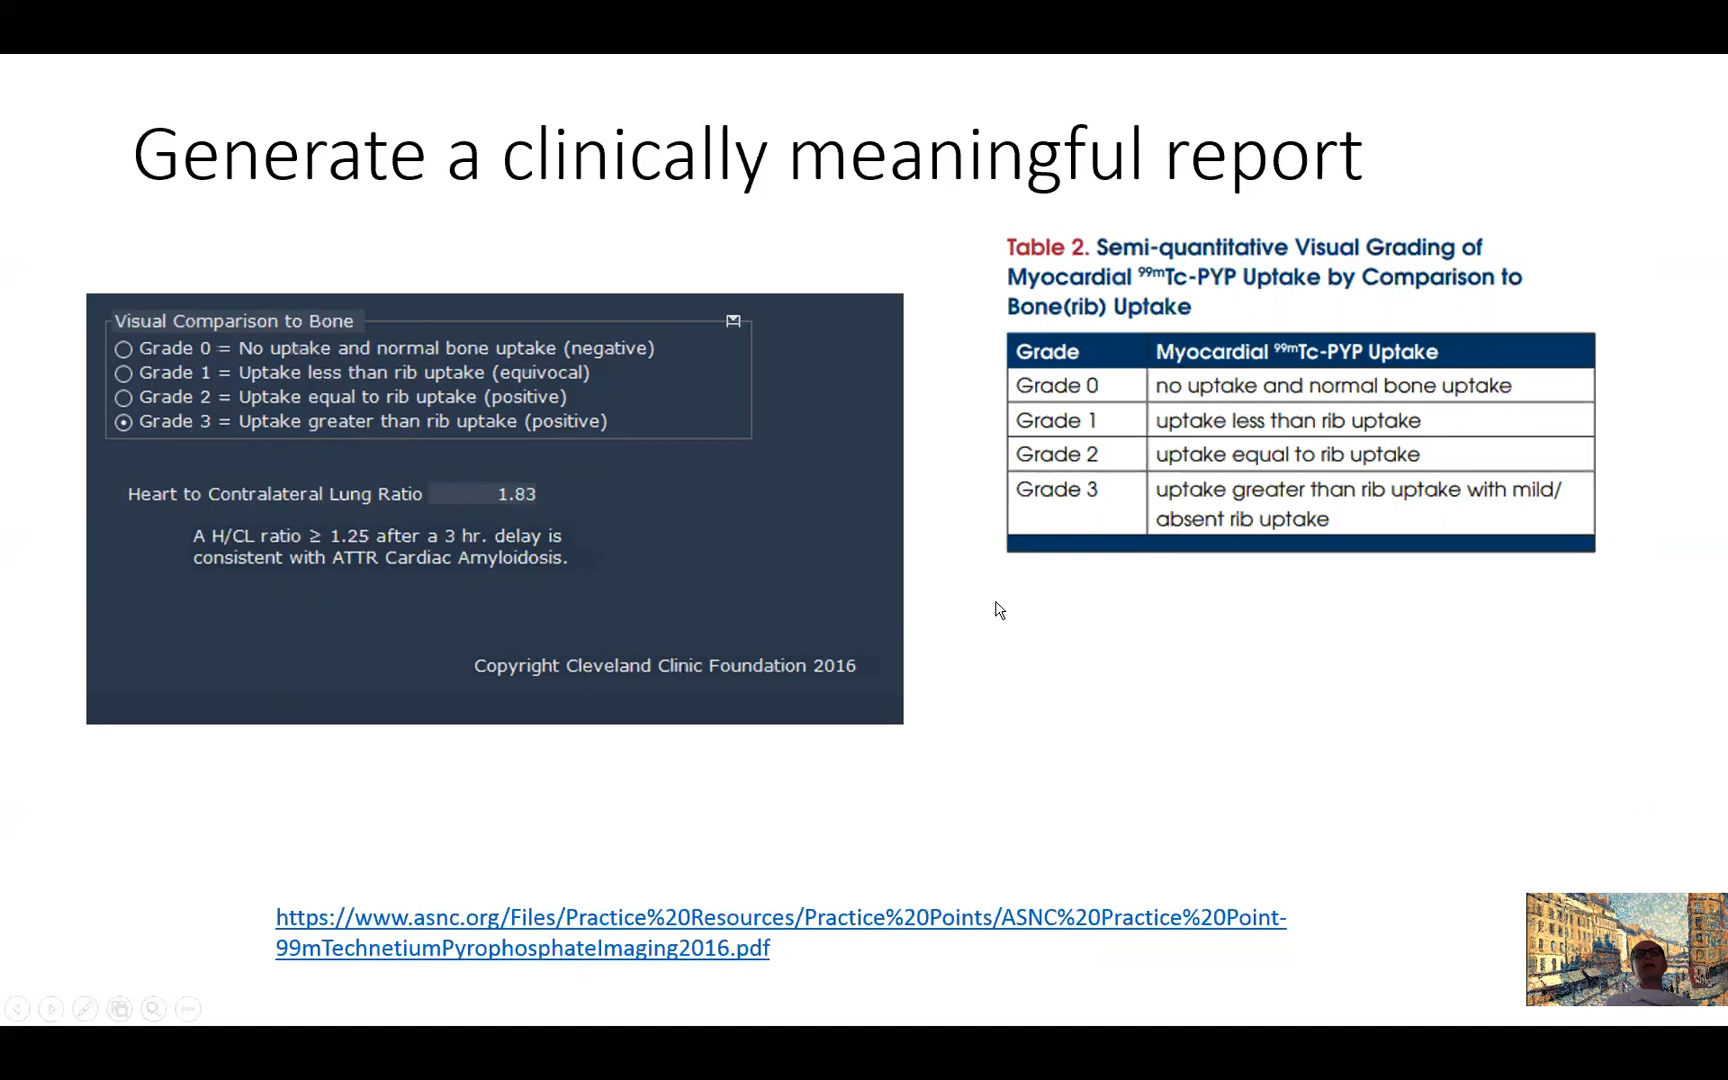 Generate a clinically meaningful report
Visual Comparison to Bone
Grade 0 = No uptake and normal bone uptake (negative)
Grade 1 = Uptake less than rib uptake (equivocal)
Grade 2 = Uptake equal to rib uptake (positive)
Grade 3 = Uptake greater than rib uptake (positive)
Heart to Contralateral Lung Ratio 1.83
A H/CL ratio ≥ 1.25 after a 3 hr. delay is
consistent with ATTR Cardiac Amyloidosis.
Copyright Cleveland Clinic Foundation 2016
Table 2. Semi-quantitative Visual Grading of
Myocardial ⁹⁹ᵐTc-PYP Uptake by Comparison to
Bone(rib) Uptake
Grade Myocardial ⁹⁹ᵐTc-PYP Uptake
Grade 0 no uptake and normal bone uptake
Grade 1 uptake less than rib uptake
Grade 2 uptake equal to rib uptake
Grade 3 uptake greater than rib uptake with mild/
absent rib uptake
https://www.asnc.org/Files/Practice%20Resources/Practice%20Points/ASNC%20Practice%20Point-
99mTechnetiumPyrophosphateImaging2016.pdf